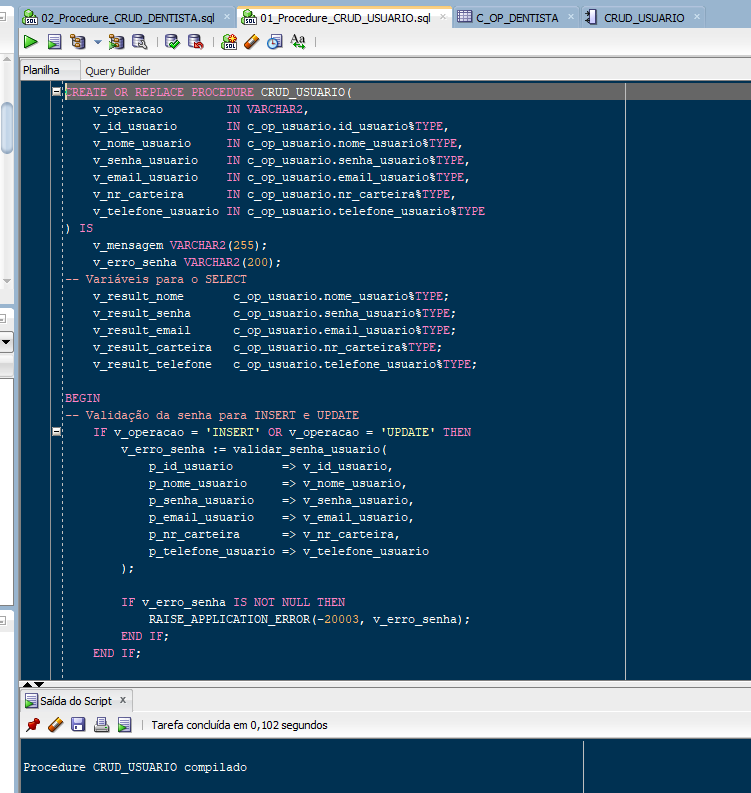 02_Procedure_CRUD_DENTISTA.sql × 01_Procedure_CRUD_USUARIO.sql × C_OP_DENTISTA × CRUD_USUARIO ×
SQL Aa
Planilha Query Builder
CREATE OR REPLACE PROCEDURE CRUD_USUARIO(
    v_operacao         IN VARCHAR2,
    v_id_usuario       IN c_op_usuario.id_usuario%TYPE,
    v_nome_usuario     IN c_op_usuario.nome_usuario%TYPE,
    v_senha_usuario    IN c_op_usuario.senha_usuario%TYPE,
    v_email_usuario    IN c_op_usuario.email_usuario%TYPE,
    v_nr_carteira      IN c_op_usuario.nr_carteira%TYPE,
    v_telefone_usuario IN c_op_usuario.telefone_usuario%TYPE
) IS
    v_mensagem VARCHAR2(255);
    v_erro_senha VARCHAR2(200);
-- Variáveis para o SELECT
    v_result_nome       c_op_usuario.nome_usuario%TYPE;
    v_result_senha      c_op_usuario.senha_usuario%TYPE;
    v_result_email      c_op_usuario.email_usuario%TYPE;
    v_result_carteira   c_op_usuario.nr_carteira%TYPE;
    v_result_telefone   c_op_usuario.telefone_usuario%TYPE;
BEGIN
-- Validação da senha para INSERT e UPDATE
    IF v_operacao = 'INSERT' OR v_operacao = 'UPDATE' THEN
        v_erro_senha := validar_senha_usuario(
            p_id_usuario       => v_id_usuario,
            p_nome_usuario     => v_nome_usuario,
            p_senha_usuario    => v_senha_usuario,
            p_email_usuario    => v_email_usuario,
            p_nr_carteira      => v_nr_carteira,
            p_telefone_usuario => v_telefone_usuario
        );
        IF v_erro_senha IS NOT NULL THEN
            RAISE_APPLICATION_ERROR(-20003, v_erro_senha);
        END IF;
    END IF;
Saída do Script ×
Tarefa concluída em 0,102 segundos
Procedure CRUD_USUARIO compilado